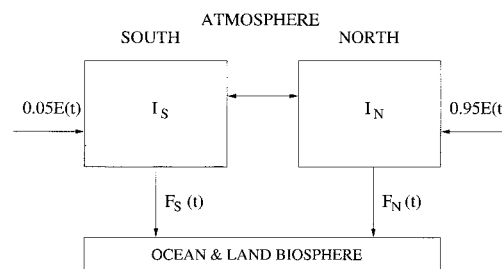 ATMOSPHERE
SOUTH NORTH
0.05E(t) I_S I_N 0.95E(t
F_S (t) F_N (t)
OCEAN & LAND BIOSPHERE